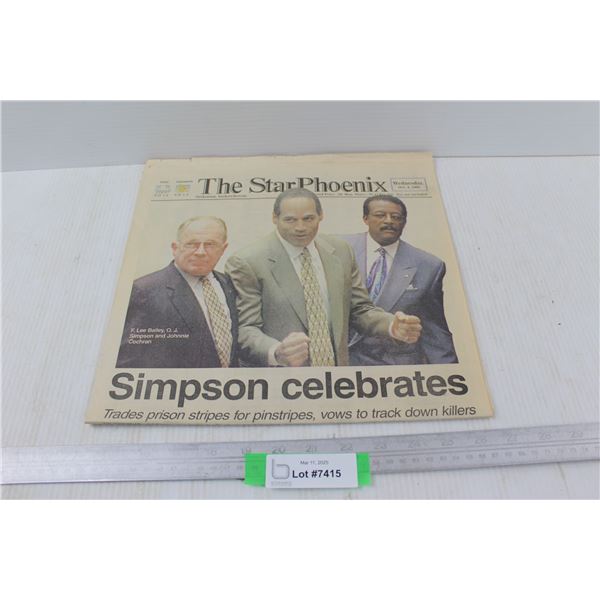 The StarPhoenix
Wednesday
F. Lee Bailey, O. J.
Simpson and Johnnie
Cochran
Simpson celebrates
Trades prison stripes for pinstripes, vows to track down killers
Mar 11, 2025
Lot #7415